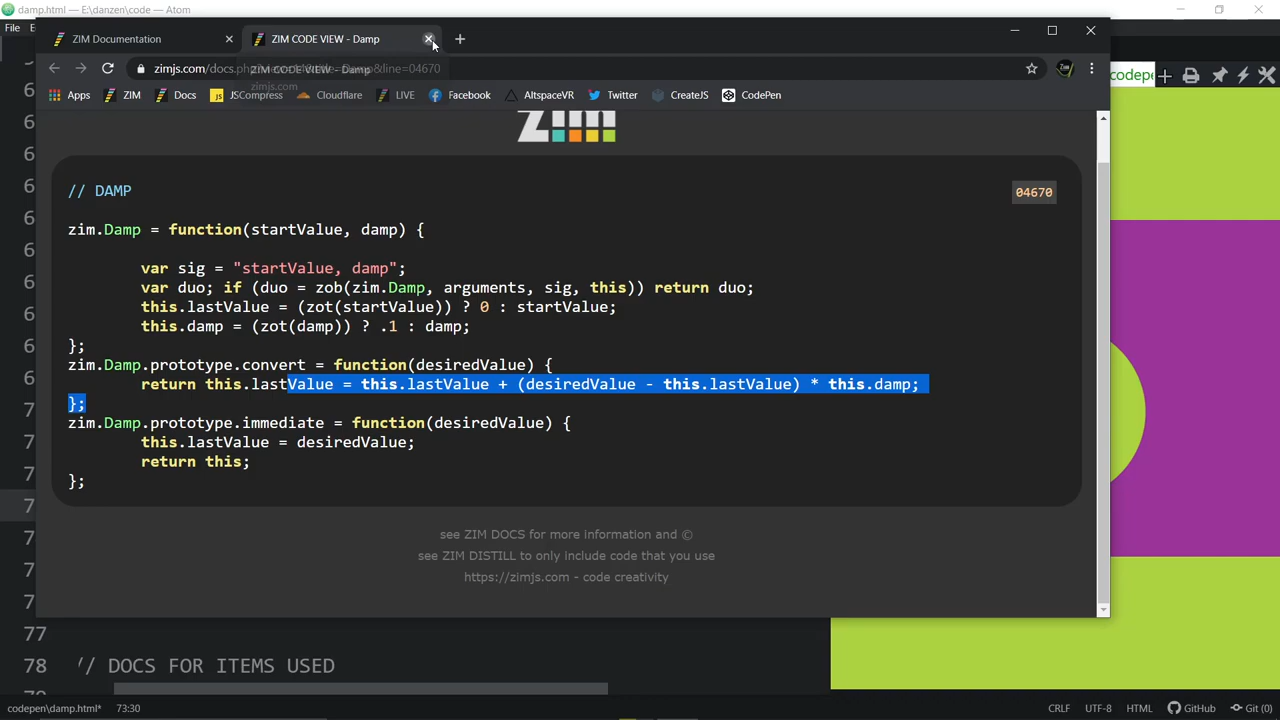 damp.html — E:\danzen\code — Atom
File
ZIM Documentation
ZIM CODE VIEW - Damp
ZIM CODE VIEW - Damp
zimjs.com
Apps
ZIM
Docs
JSCompress
Cloudflare
LIVE
Facebook
AltspaceVR
Twitter
CreateJS
CodePen
codepe
ZIM
// DAMP
04670
zim.Damp = function(startValue, damp) {
var sig = "startValue, damp";
var duo; if (duo = zob(zim.Damp, arguments, sig, this)) return duo;
this.lastValue = (zot(startValue)) ? 0 : startValue;
this.damp = (zot(damp)) ? .1 : damp;
};
zim.Damp.prototype.convert = function(desiredValue) {
return this.lastValue = this.lastValue + (desiredValue - this.lastValue) * this.damp;
};
zim.Damp.prototype.immediate = function(desiredValue) {
this.lastValue = desiredValue;
return this;
};
see ZIM DOCS for more information and ©
see ZIM DISTILL to only include code that you use
https://zimjs.com - code creativity
77
78 // DOCS FOR ITEMS USED
codepen\damp.html* 73:30
CRLF UTF-8 HTML GitHub Git (0)